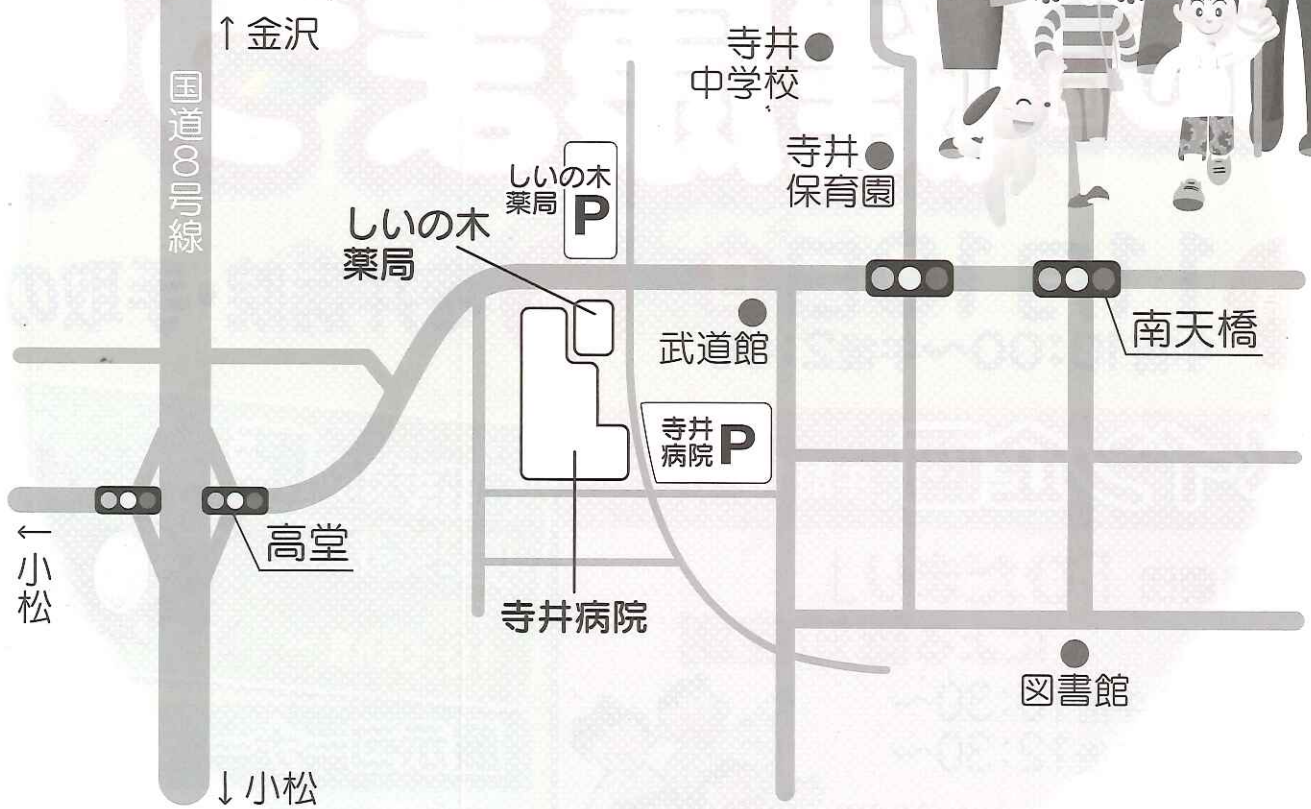 ↑金沢
国道8号線
寺井
中学校
寺井
保育園
しいの木
薬局
P
しいの木
薬局
武道館
南天橋
寺井
病院
P
高堂
←小松
寺井病院
図書館
↓小松